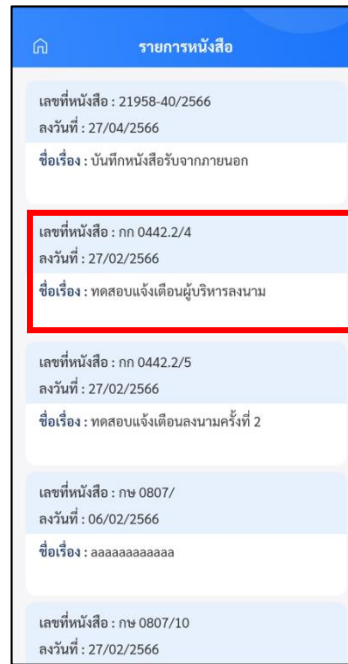 รายการหนังสือ
เลขที่หนังสือ : 21958-40/2566
ลงวันที่ : 27/04/2566
ชื่อเรื่อง : บันทึกหนังสือรับจากภายนอก
เลขที่หนังสือ : กก 0442.2/4
ลงวันที่ : 27/02/2566
ชื่อเรื่อง : ทดสอบแจ้งเตือนผู้บริหารลงนาม
เลขที่หนังสือ : กก 0442.2/5
ลงวันที่ : 27/02/2566
ชื่อเรื่อง : ทดสอบแจ้งเตือนลงนามครั้งที่ 2
เลขที่หนังสือ : กษ 0807/
ลงวันที่ : 06/02/2566
ชื่อเรื่อง : aaaaaaaaaaaa
เลขที่หนังสือ : กษ 0807/10
ลงวันที่ : 27/02/2566